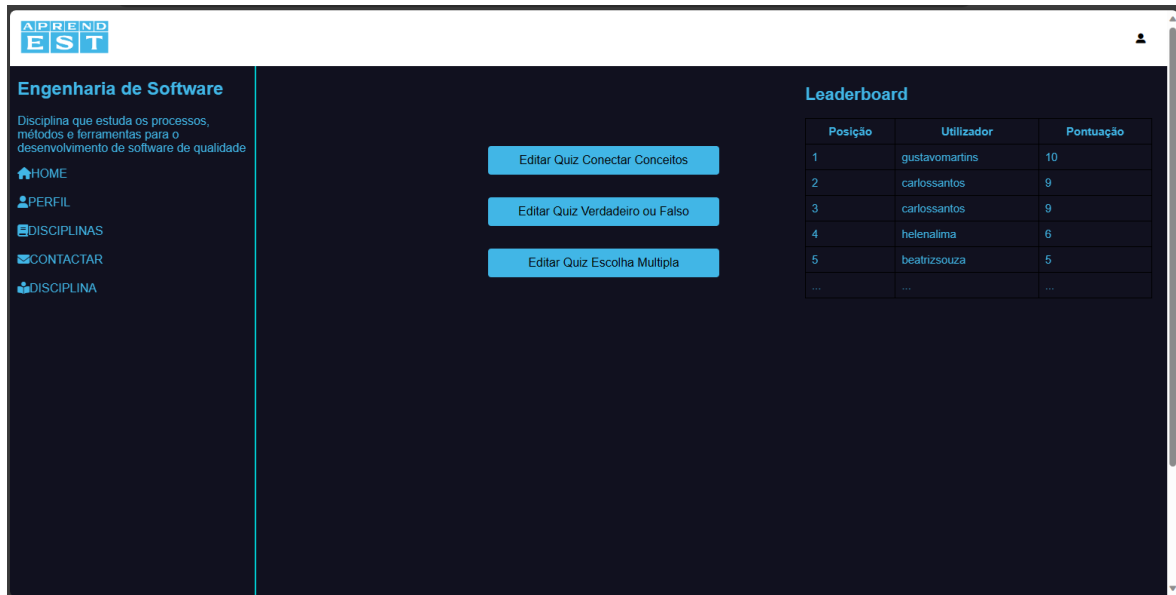 APREND
EST
Engenharia de Software
Disciplina que estuda os processos,
métodos e ferramentas para o
desenvolvimento de software de qualidade
HOME
PERFIL
DISCIPLINAS
CONTACTAR
DISCIPLINA
Editar Quiz Conectar Conceitos
Editar Quiz Verdadeiro ou Falso
Editar Quiz Escolha Multipla
Leaderboard
Posição Utilizador Pontuação
1 gustavomartins 10
2 carlossantos 9
3 carlossantos 9
4 helenalima 6
5 beatrizsouza 5
... ... ...